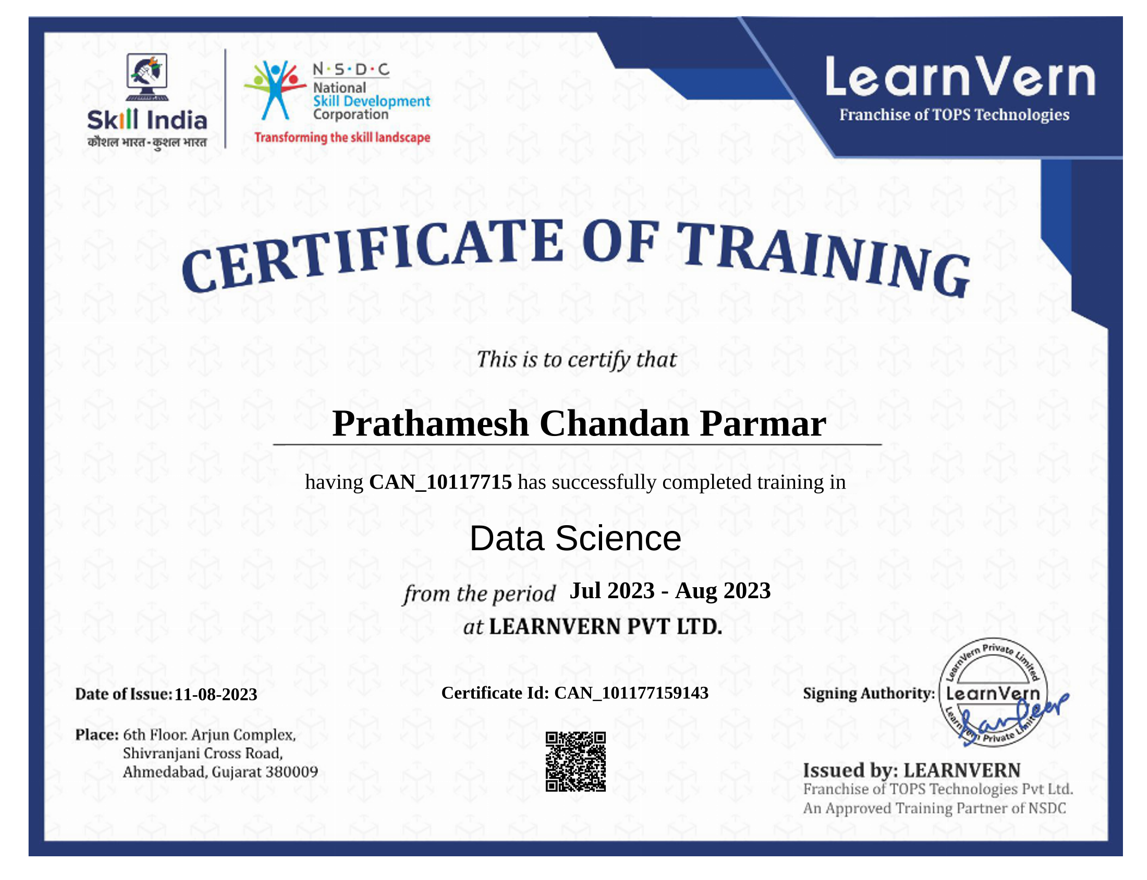 Skill India
कौशल भारत - कुशल भारत
N·S·D·C
National
Skill Development
Corporation
Transforming the skill landscape
LearnVern
Franchise of TOPS Technologies
CERTIFICATE OF TRAINING
This is to certify that
Prathamesh Chandan Parmar
having CAN_10117715 has successfully completed training in
Data Science
from the period Jul 2023 - Aug 2023
at LEARNVERN PVT LTD.
Date of Issue: 11-08-2023
Place: 6th Floor. Arjun Complex,
Shivranjani Cross Road,
Ahmedabad, Gujarat 380009
Certificate Id: CAN_101177159143
Signing Authority:
LearnVern Private Limited
LearnVern
LearnVern Private Limited
Sandeep
Issued by: LEARNVERN
Franchise of TOPS Technologies Pvt Ltd.
An Approved Training Partner of NSDC